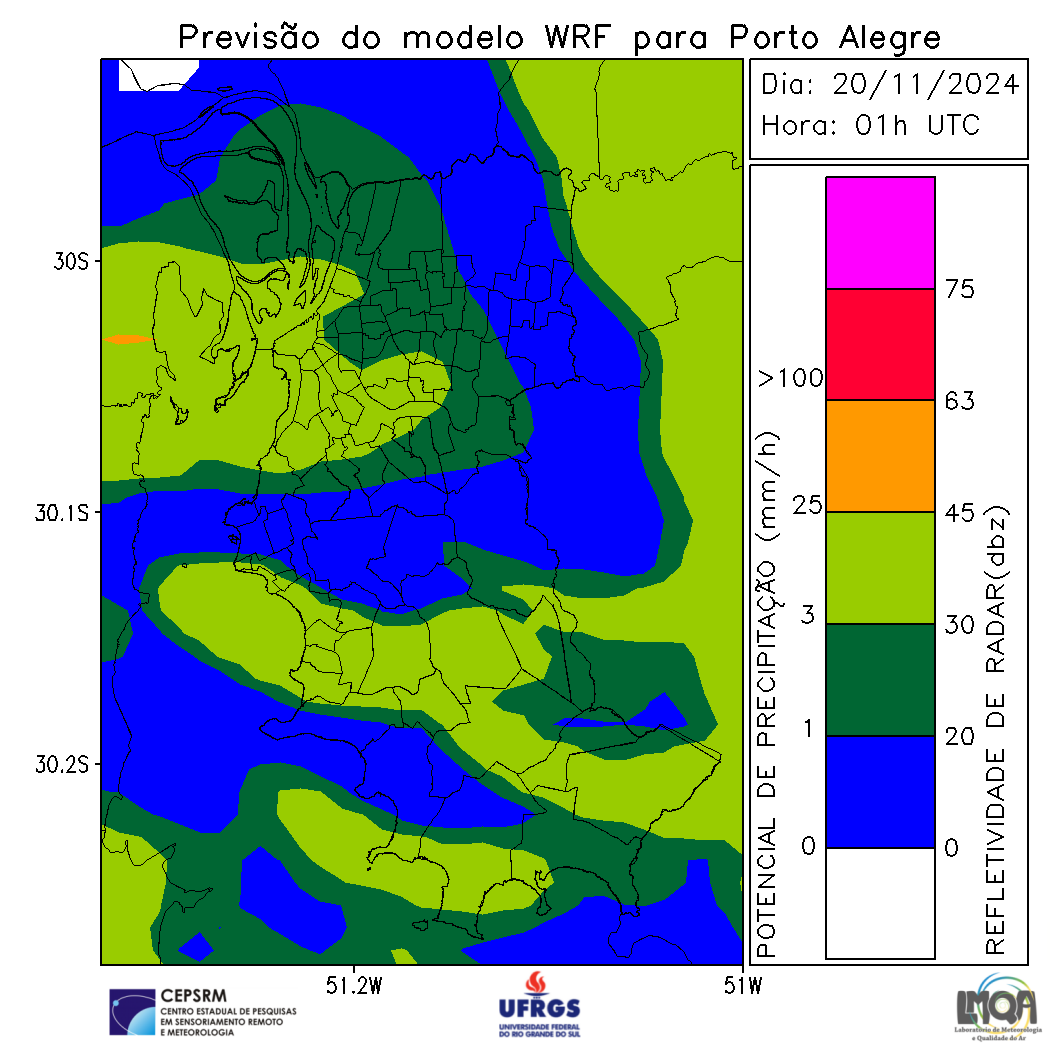 Previsão do modelo WRF para Porto Alegre
Dia: 20/11/2024
Hora: 01h UTC
30S
30.1S
30.2S
51.2W
51W
POTENCIAL DE PRECIPITAÇÃO (mm/h)
>100
25
3
1
0
75
63
45
30
20
0
REFLETIVIDADE DE RADAR(dbz)
CEPSRM
CENTRO ESTADUAL DE PESQUISAS
EM SENSORIAMENTO REMOTO
E METEOROLOGIA
UFRGS
UNIVERSIDADE FEDERAL
DO RIO GRANDE DO SUL
LMQA
Laboratório de Meteorologia
e Qualidade do Ar